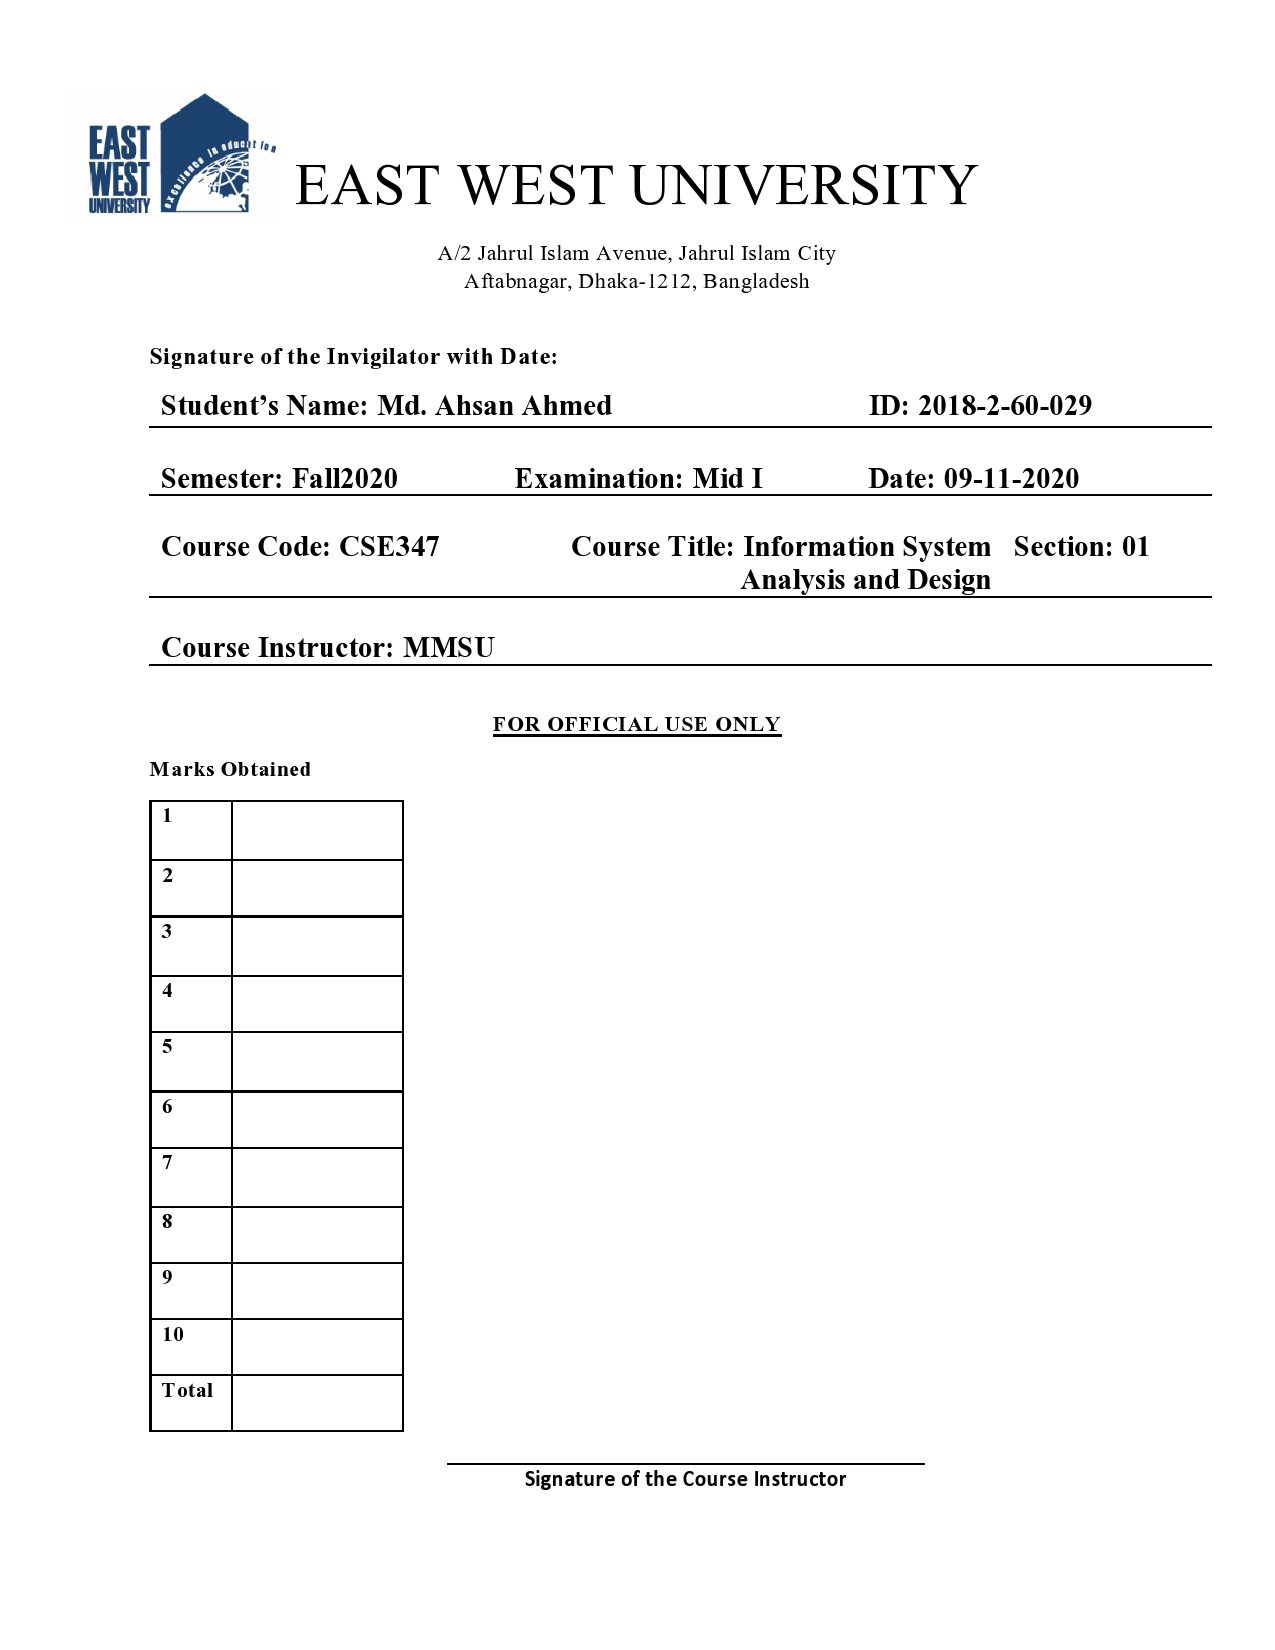 EAST
WEST
UNIVERSITY
excellence in education
EAST WEST UNIVERSITY
A/2 Jahrul Islam Avenue, Jahrul Islam City
Aftabnagar, Dhaka-1212, Bangladesh
Signature of the Invigilator with Date:
Student’s Name: Md. Ahsan Ahmed ID: 2018-2-60-029
Semester: Fall2020 Examination: Mid I Date: 09-11-2020
Course Code: CSE347 Course Title: Information System Section: 01
Analysis and Design
Course Instructor: MMSU
FOR OFFICIAL USE ONLY
Marks Obtained
1
2
3
4
5
6
7
8
9
10
Total
Signature of the Course Instructor